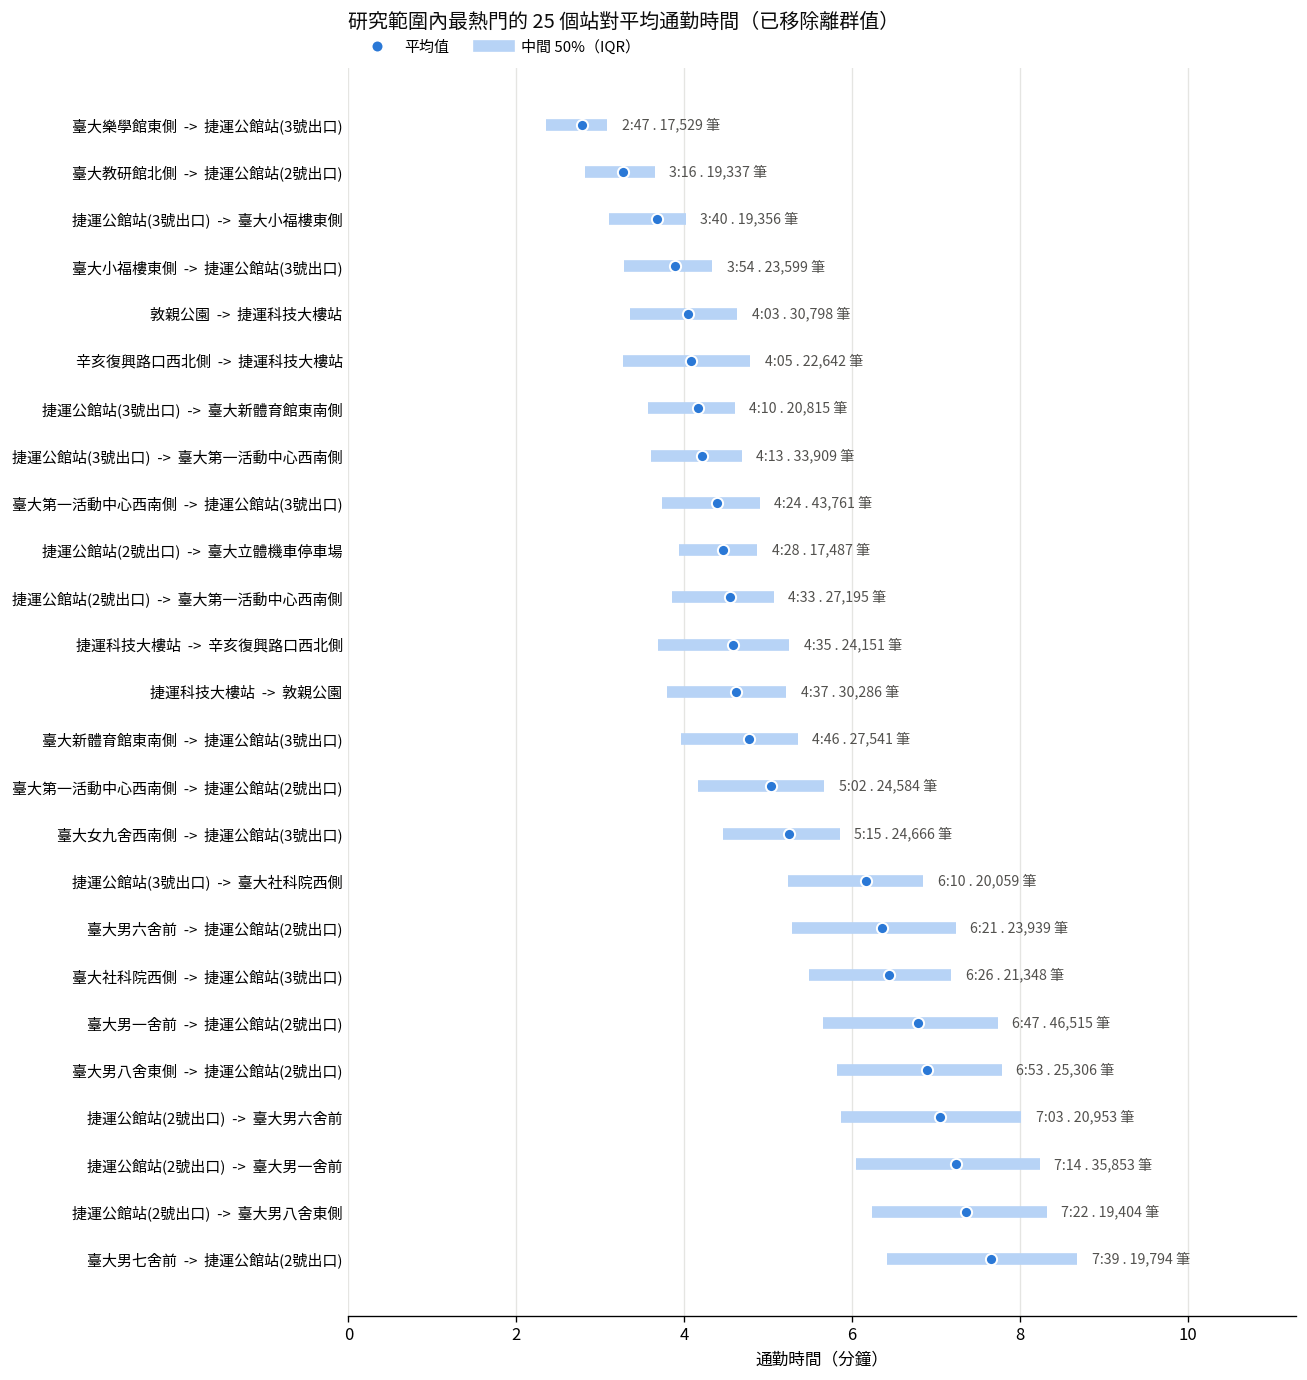 研究範圍內最熱門的 25 個站對平均通勤時間（已移除離群值）
平均值 中間 50%（IQR）
臺大樂學館東側 -> 捷運公館站(3號出口) 2:47 . 17,529 筆
臺大教研館北側 -> 捷運公館站(2號出口) 3:16 . 19,337 筆
捷運公館站(3號出口) -> 臺大小福樓東側 3:40 . 19,356 筆
臺大小福樓東側 -> 捷運公館站(3號出口) 3:54 . 23,599 筆
敦親公園 -> 捷運科技大樓站 4:03 . 30,798 筆
辛亥復興路口西北側 -> 捷運科技大樓站 4:05 . 22,642 筆
捷運公館站(3號出口) -> 臺大新體育館東南側 4:10 . 20,815 筆
捷運公館站(3號出口) -> 臺大第一活動中心西南側 4:13 . 33,909 筆
臺大第一活動中心西南側 -> 捷運公館站(3號出口) 4:24 . 43,761 筆
捷運公館站(2號出口) -> 臺大立體機車停車場 4:28 . 17,487 筆
捷運公館站(2號出口) -> 臺大第一活動中心西南側 4:33 . 27,195 筆
捷運科技大樓站 -> 辛亥復興路口西北側 4:35 . 24,151 筆
捷運科技大樓站 -> 敦親公園 4:37 . 30,286 筆
臺大新體育館東南側 -> 捷運公館站(3號出口) 4:46 . 27,541 筆
臺大第一活動中心西南側 -> 捷運公館站(2號出口) 5:02 . 24,584 筆
臺大女九舍西南側 -> 捷運公館站(3號出口) 5:15 . 24,666 筆
捷運公館站(3號出口) -> 臺大社科院西側 6:10 . 20,059 筆
臺大男六舍前 -> 捷運公館站(2號出口) 6:21 . 23,939 筆
臺大社科院西側 -> 捷運公館站(3號出口) 6:26 . 21,348 筆
臺大男一舍前 -> 捷運公館站(2號出口) 6:47 . 46,515 筆
臺大男八舍東側 -> 捷運公館站(2號出口) 6:53 . 25,306 筆
捷運公館站(2號出口) -> 臺大男六舍前 7:03 . 20,953 筆
捷運公館站(2號出口) -> 臺大男一舍前 7:14 . 35,853 筆
捷運公館站(2號出口) -> 臺大男八舍東側 7:22 . 19,404 筆
臺大男七舍前 -> 捷運公館站(2號出口) 7:39 . 19,794 筆
0 2 4 6 8 10
通勤時間（分鐘）